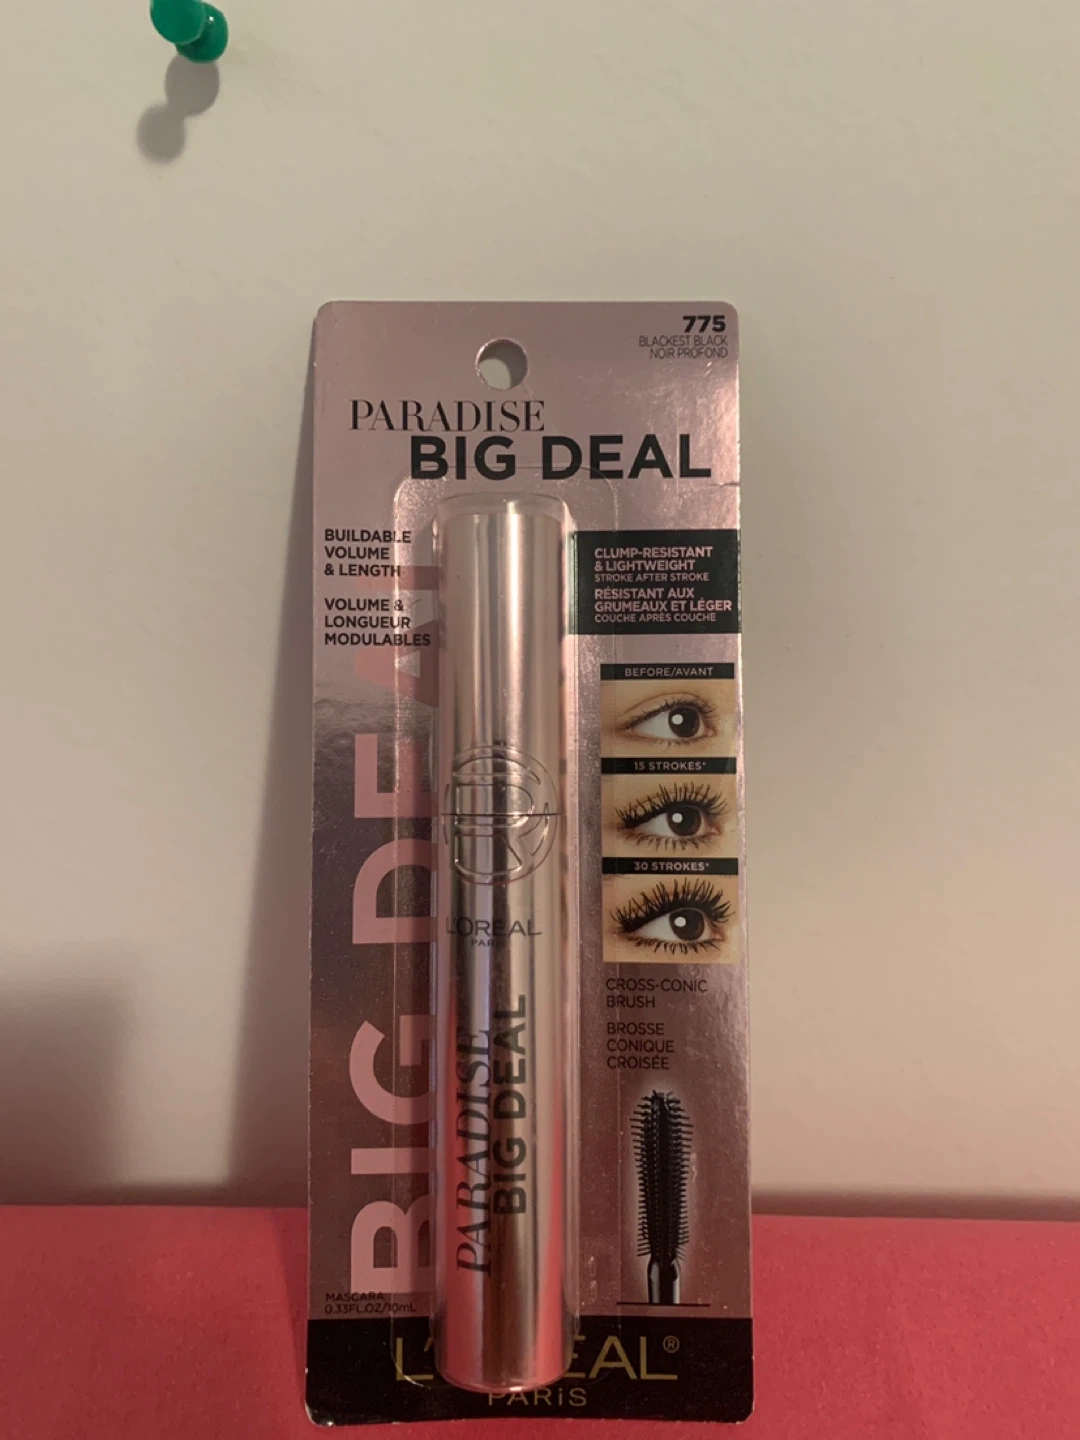 775
BLACKEST BLACK
NOIR PROFOND
PARADISE
BIG DEAL
BUILDABLE
VOLUME
& LENGTH
VOLUME &
LONGUEUR
MODULABLES
CLUMP-RESISTANT
& LIGHTWEIGHT
STROKE AFTER STROKE
RÉSISTANT AUX
GRUMEAUX ET LÉGER
COUCHE APRÈS COUCHE
BEFORE/AVANT
15 STROKES*
30 STROKES*
CROSS-CONIC
BRUSH
BROSSE
CONIQUE
CROISÉE
BIG DEAL
L'ORÉAL
PARIS
PARADISE
BIG DEAL
MASCARA
0.33FL.OZ/10mL
L'ORÉAL®
PARiS